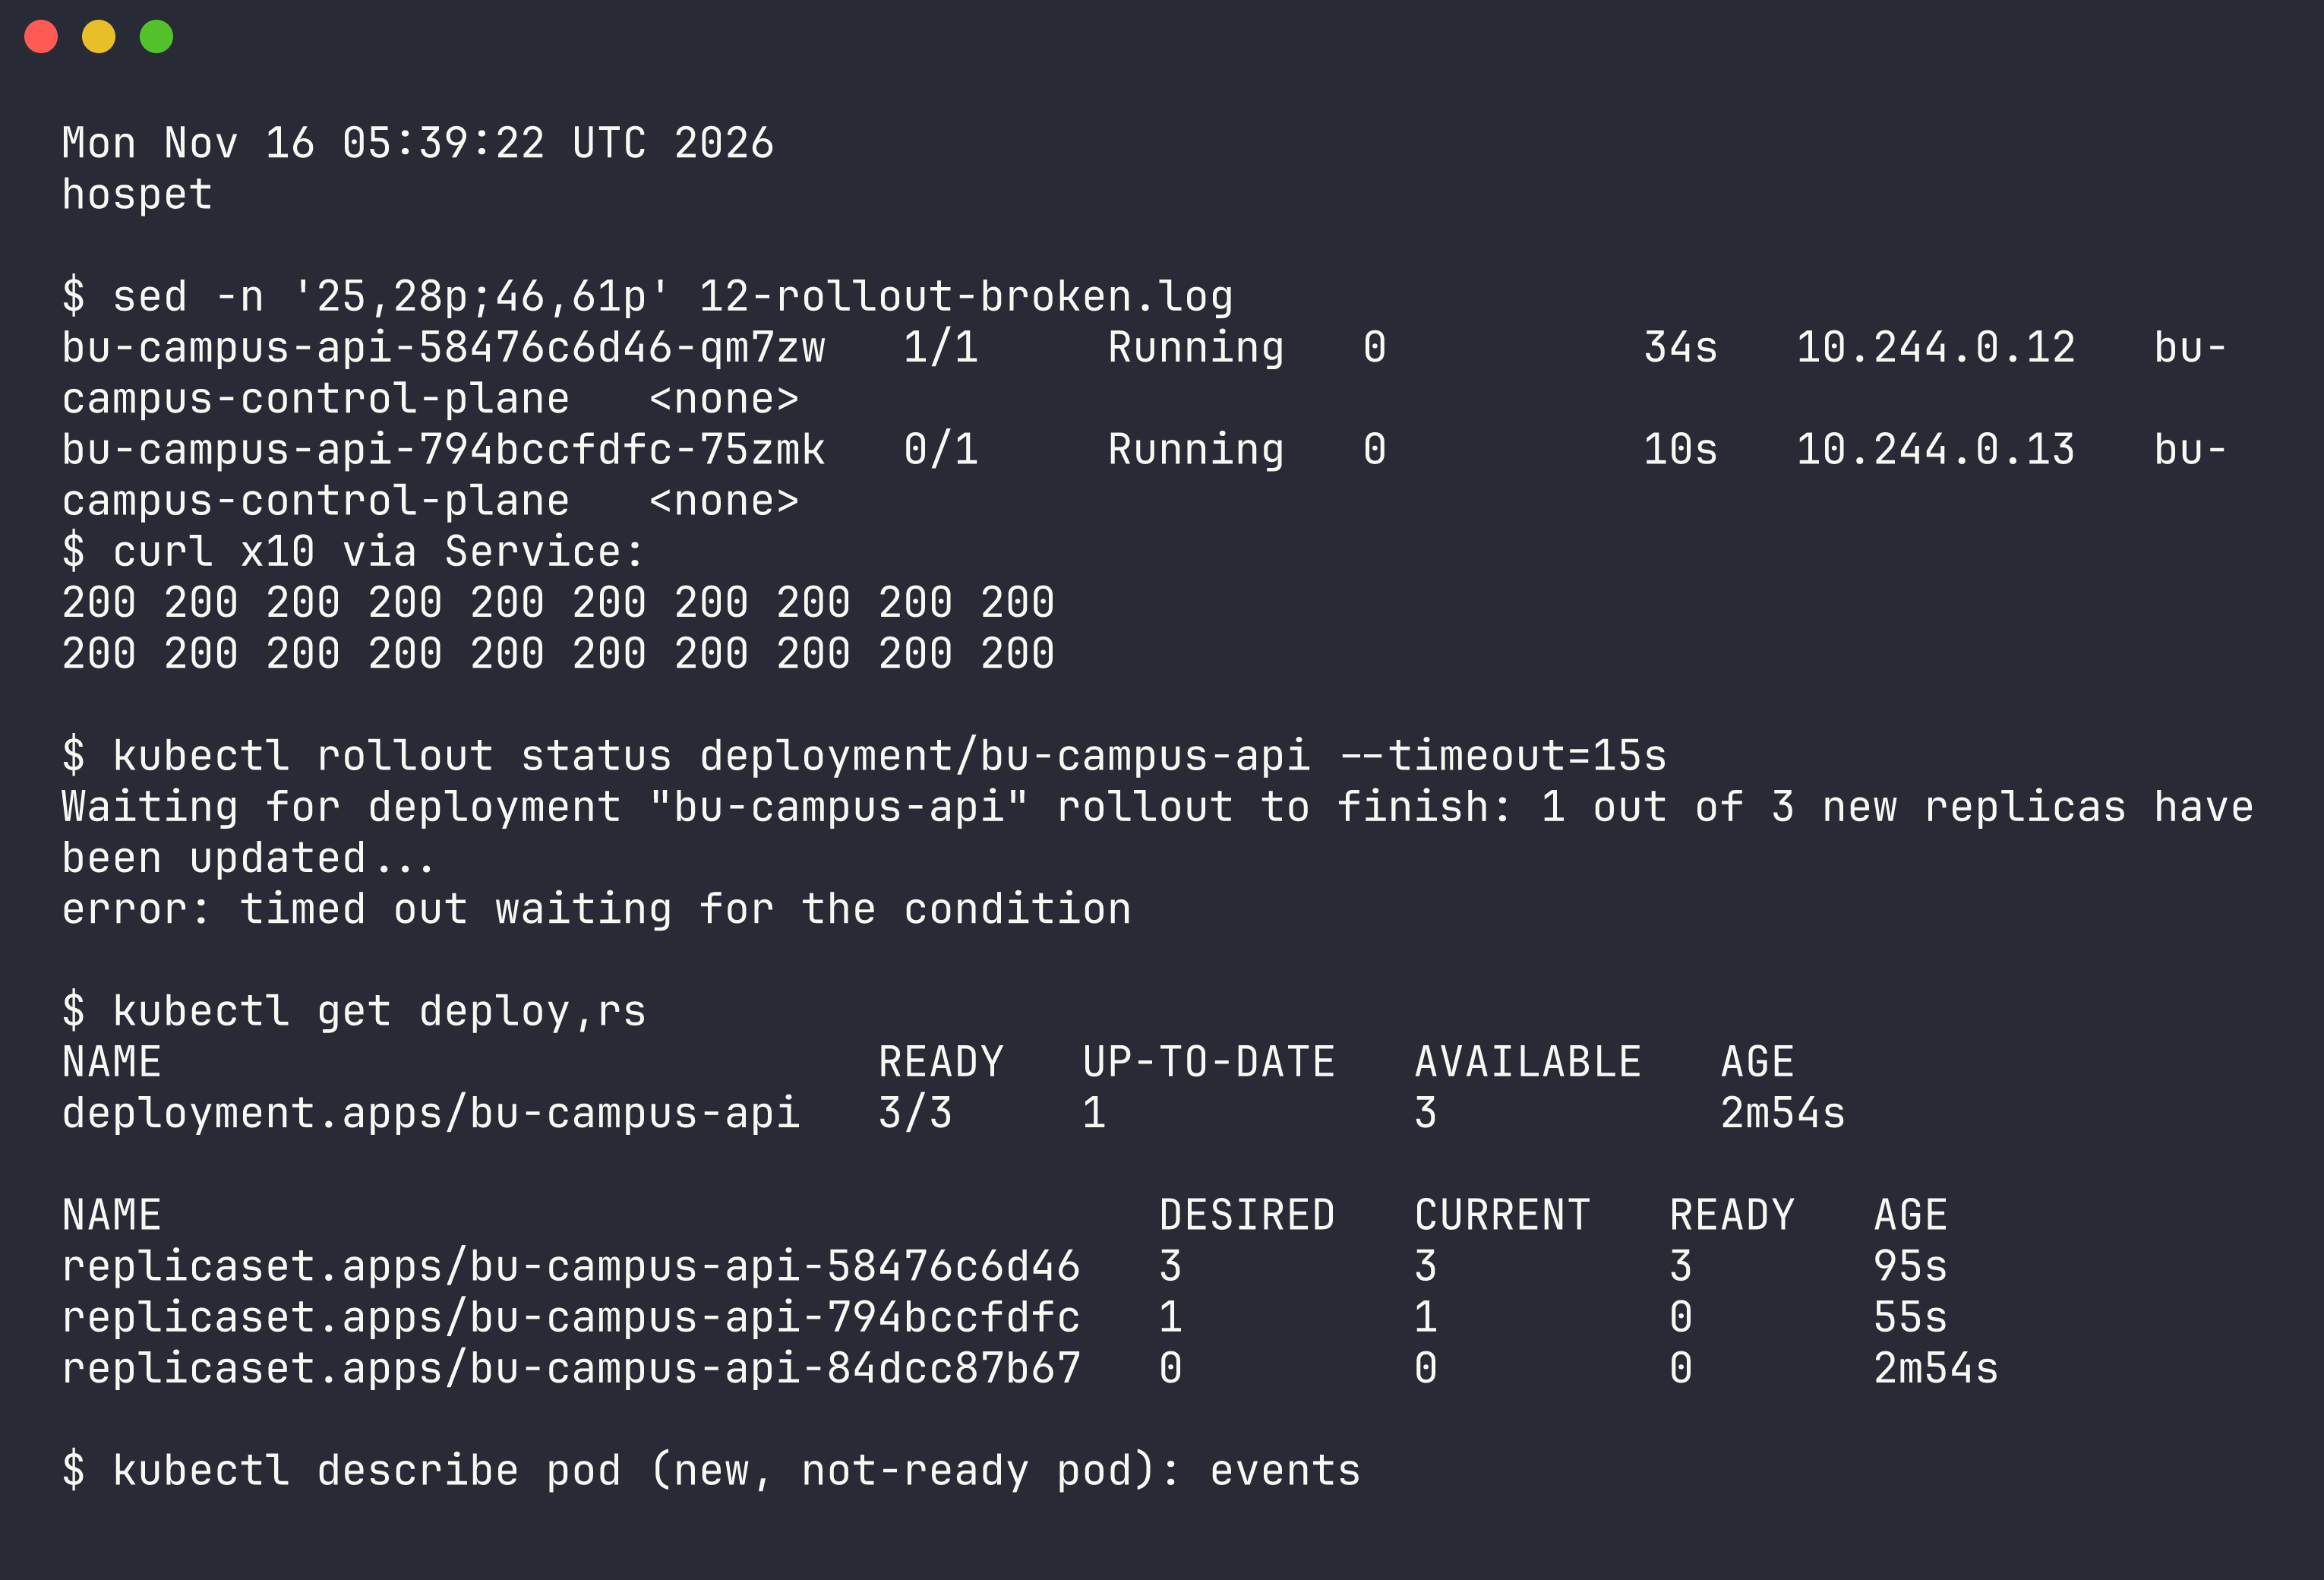 Mon Nov 16 05:39:22 UTC 2026
hospet

$ sed -n '25,28p;46,61p' 12-rollout-broken.log
bu-campus-api-58476c6d46-qm7zw   1/1     Running   0          34s   10.244.0.12   bu-
campus-control-plane   <none>
bu-campus-api-794bccfdfc-75zmk   0/1     Running   0          10s   10.244.0.13   bu-
campus-control-plane   <none>
$ curl x10 via Service:
200 200 200 200 200 200 200 200 200 200
200 200 200 200 200 200 200 200 200 200

$ kubectl rollout status deployment/bu-campus-api --timeout=15s
Waiting for deployment "bu-campus-api" rollout to finish: 1 out of 3 new replicas have
been updated...
error: timed out waiting for the condition

$ kubectl get deploy,rs
NAME                            READY   UP-TO-DATE   AVAILABLE   AGE
deployment.apps/bu-campus-api   3/3     1            3           2m54s

NAME                                       DESIRED   CURRENT   READY   AGE
replicaset.apps/bu-campus-api-58476c6d46   3         3         3       95s
replicaset.apps/bu-campus-api-794bccfdfc   1         1         0       55s
replicaset.apps/bu-campus-api-84dcc87b67   0         0         0       2m54s

$ kubectl describe pod (new, not-ready pod): events